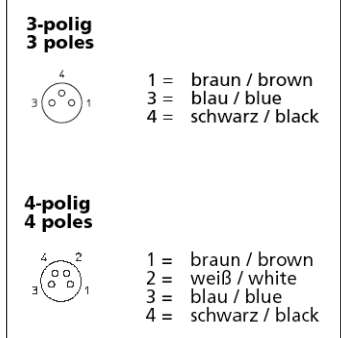 3-polig
3 poles
4
3 1
1 = braun / brown
3 = blau / blue
4 = schwarz / black
4-polig
4 poles
4 2
3 1
1 = braun / brown
2 = weiß / white
3 = blau / blue
4 = schwarz / black